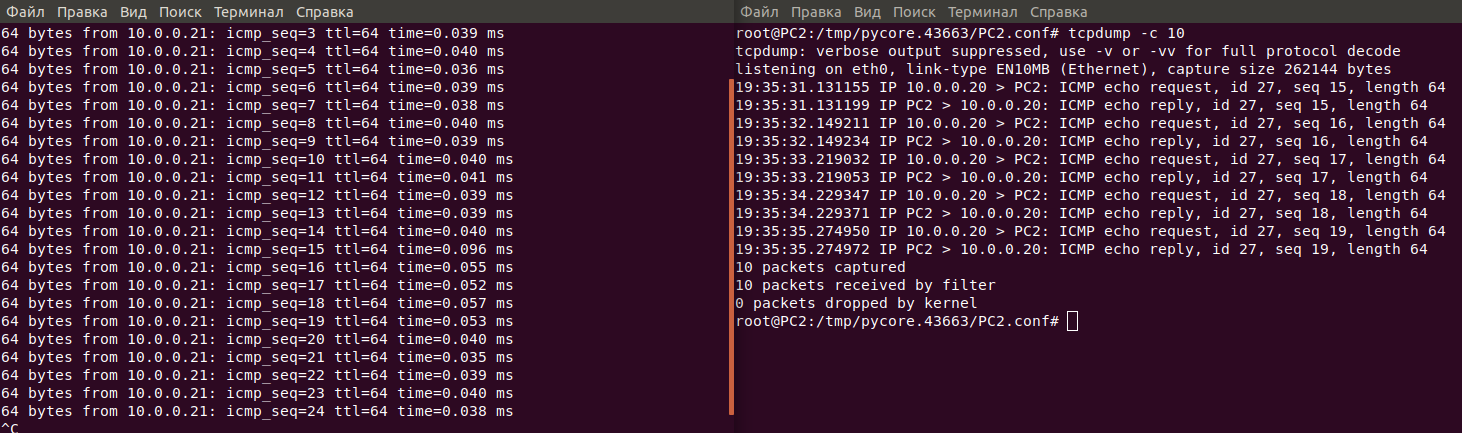 Файл Правка Вид Поиск Терминал Справка
64 bytes from 10.0.0.21: icmp_seq=3 ttl=64 time=0.039 ms
64 bytes from 10.0.0.21: icmp_seq=4 ttl=64 time=0.040 ms
64 bytes from 10.0.0.21: icmp_seq=5 ttl=64 time=0.036 ms
64 bytes from 10.0.0.21: icmp_seq=6 ttl=64 time=0.039 ms
64 bytes from 10.0.0.21: icmp_seq=7 ttl=64 time=0.038 ms
64 bytes from 10.0.0.21: icmp_seq=8 ttl=64 time=0.040 ms
64 bytes from 10.0.0.21: icmp_seq=9 ttl=64 time=0.039 ms
64 bytes from 10.0.0.21: icmp_seq=10 ttl=64 time=0.040 ms
64 bytes from 10.0.0.21: icmp_seq=11 ttl=64 time=0.041 ms
64 bytes from 10.0.0.21: icmp_seq=12 ttl=64 time=0.039 ms
64 bytes from 10.0.0.21: icmp_seq=13 ttl=64 time=0.039 ms
64 bytes from 10.0.0.21: icmp_seq=14 ttl=64 time=0.040 ms
64 bytes from 10.0.0.21: icmp_seq=15 ttl=64 time=0.096 ms
64 bytes from 10.0.0.21: icmp_seq=16 ttl=64 time=0.055 ms
64 bytes from 10.0.0.21: icmp_seq=17 ttl=64 time=0.052 ms
64 bytes from 10.0.0.21: icmp_seq=18 ttl=64 time=0.057 ms
64 bytes from 10.0.0.21: icmp_seq=19 ttl=64 time=0.053 ms
64 bytes from 10.0.0.21: icmp_seq=20 ttl=64 time=0.040 ms
64 bytes from 10.0.0.21: icmp_seq=21 ttl=64 time=0.035 ms
64 bytes from 10.0.0.21: icmp_seq=22 ttl=64 time=0.039 ms
64 bytes from 10.0.0.21: icmp_seq=23 ttl=64 time=0.040 ms
64 bytes from 10.0.0.21: icmp_seq=24 ttl=64 time=0.038 ms
^C
Файл Правка Вид Поиск Терминал Справка
root@PC2:/tmp/pycore.43663/PC2.conf# tcpdump -c 10
tcpdump: verbose output suppressed, use -v or -vv for full protocol decode
listening on eth0, link-type EN10MB (Ethernet), capture size 262144 bytes
19:35:31.131155 IP 10.0.0.20 > PC2: ICMP echo request, id 27, seq 15, length 64
19:35:31.131199 IP PC2 > 10.0.0.20: ICMP echo reply, id 27, seq 15, length 64
19:35:32.149211 IP 10.0.0.20 > PC2: ICMP echo request, id 27, seq 16, length 64
19:35:32.149234 IP PC2 > 10.0.0.20: ICMP echo reply, id 27, seq 16, length 64
19:35:33.219032 IP 10.0.0.20 > PC2: ICMP echo request, id 27, seq 17, length 64
19:35:33.219053 IP PC2 > 10.0.0.20: ICMP echo reply, id 27, seq 17, length 64
19:35:34.229347 IP 10.0.0.20 > PC2: ICMP echo request, id 27, seq 18, length 64
19:35:34.229371 IP PC2 > 10.0.0.20: ICMP echo reply, id 27, seq 18, length 64
19:35:35.274950 IP 10.0.0.20 > PC2: ICMP echo request, id 27, seq 19, length 64
19:35:35.274972 IP PC2 > 10.0.0.20: ICMP echo reply, id 27, seq 19, length 64
10 packets captured
10 packets received by filter
0 packets dropped by kernel
root@PC2:/tmp/pycore.43663/PC2.conf#